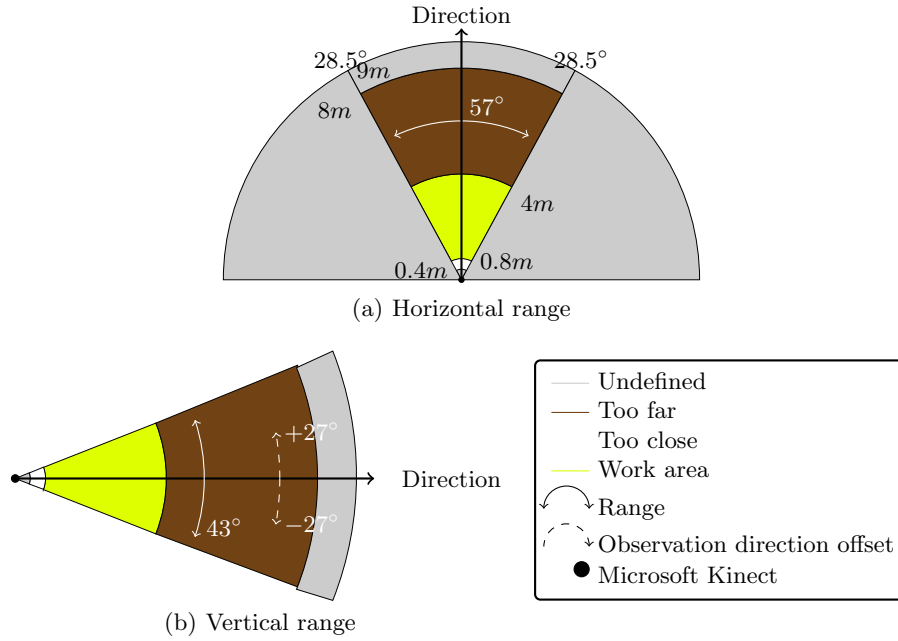 Direction
28.5° 28.5°
9m
8m
57°
4m
0.4m 0.8m
(a) Horizontal range
+27°
Direction
43° −27°
(b) Vertical range
Undefined
Too far
Too close
Work area
Range
Observation direction offset
Microsoft Kinect